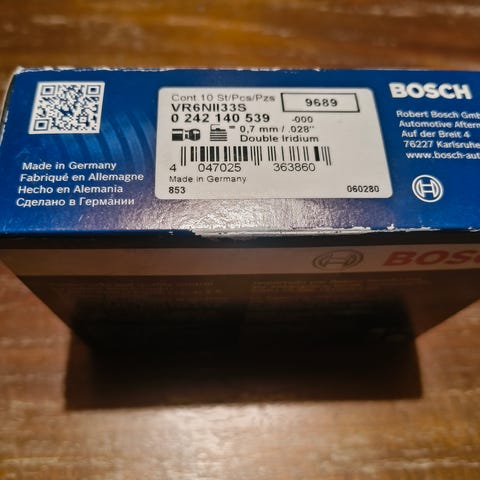 Cont 10 St/Pcs/Pzs
9689
VR6NII33S
0 242 140 539
-000
= 0,7 mm / .028"
Double Iridium
4 047025 363860
Made in Germany
853
060280
Made in Germany
Fabriqué en Allemagne
Hecho en Alemania
Сделано в Германии
BOSCH
Robert Bosch Gmb
Automotive Afterm
Auf der Breit 4
76227 Karlsruhe
www.bosch-aut
BOSC